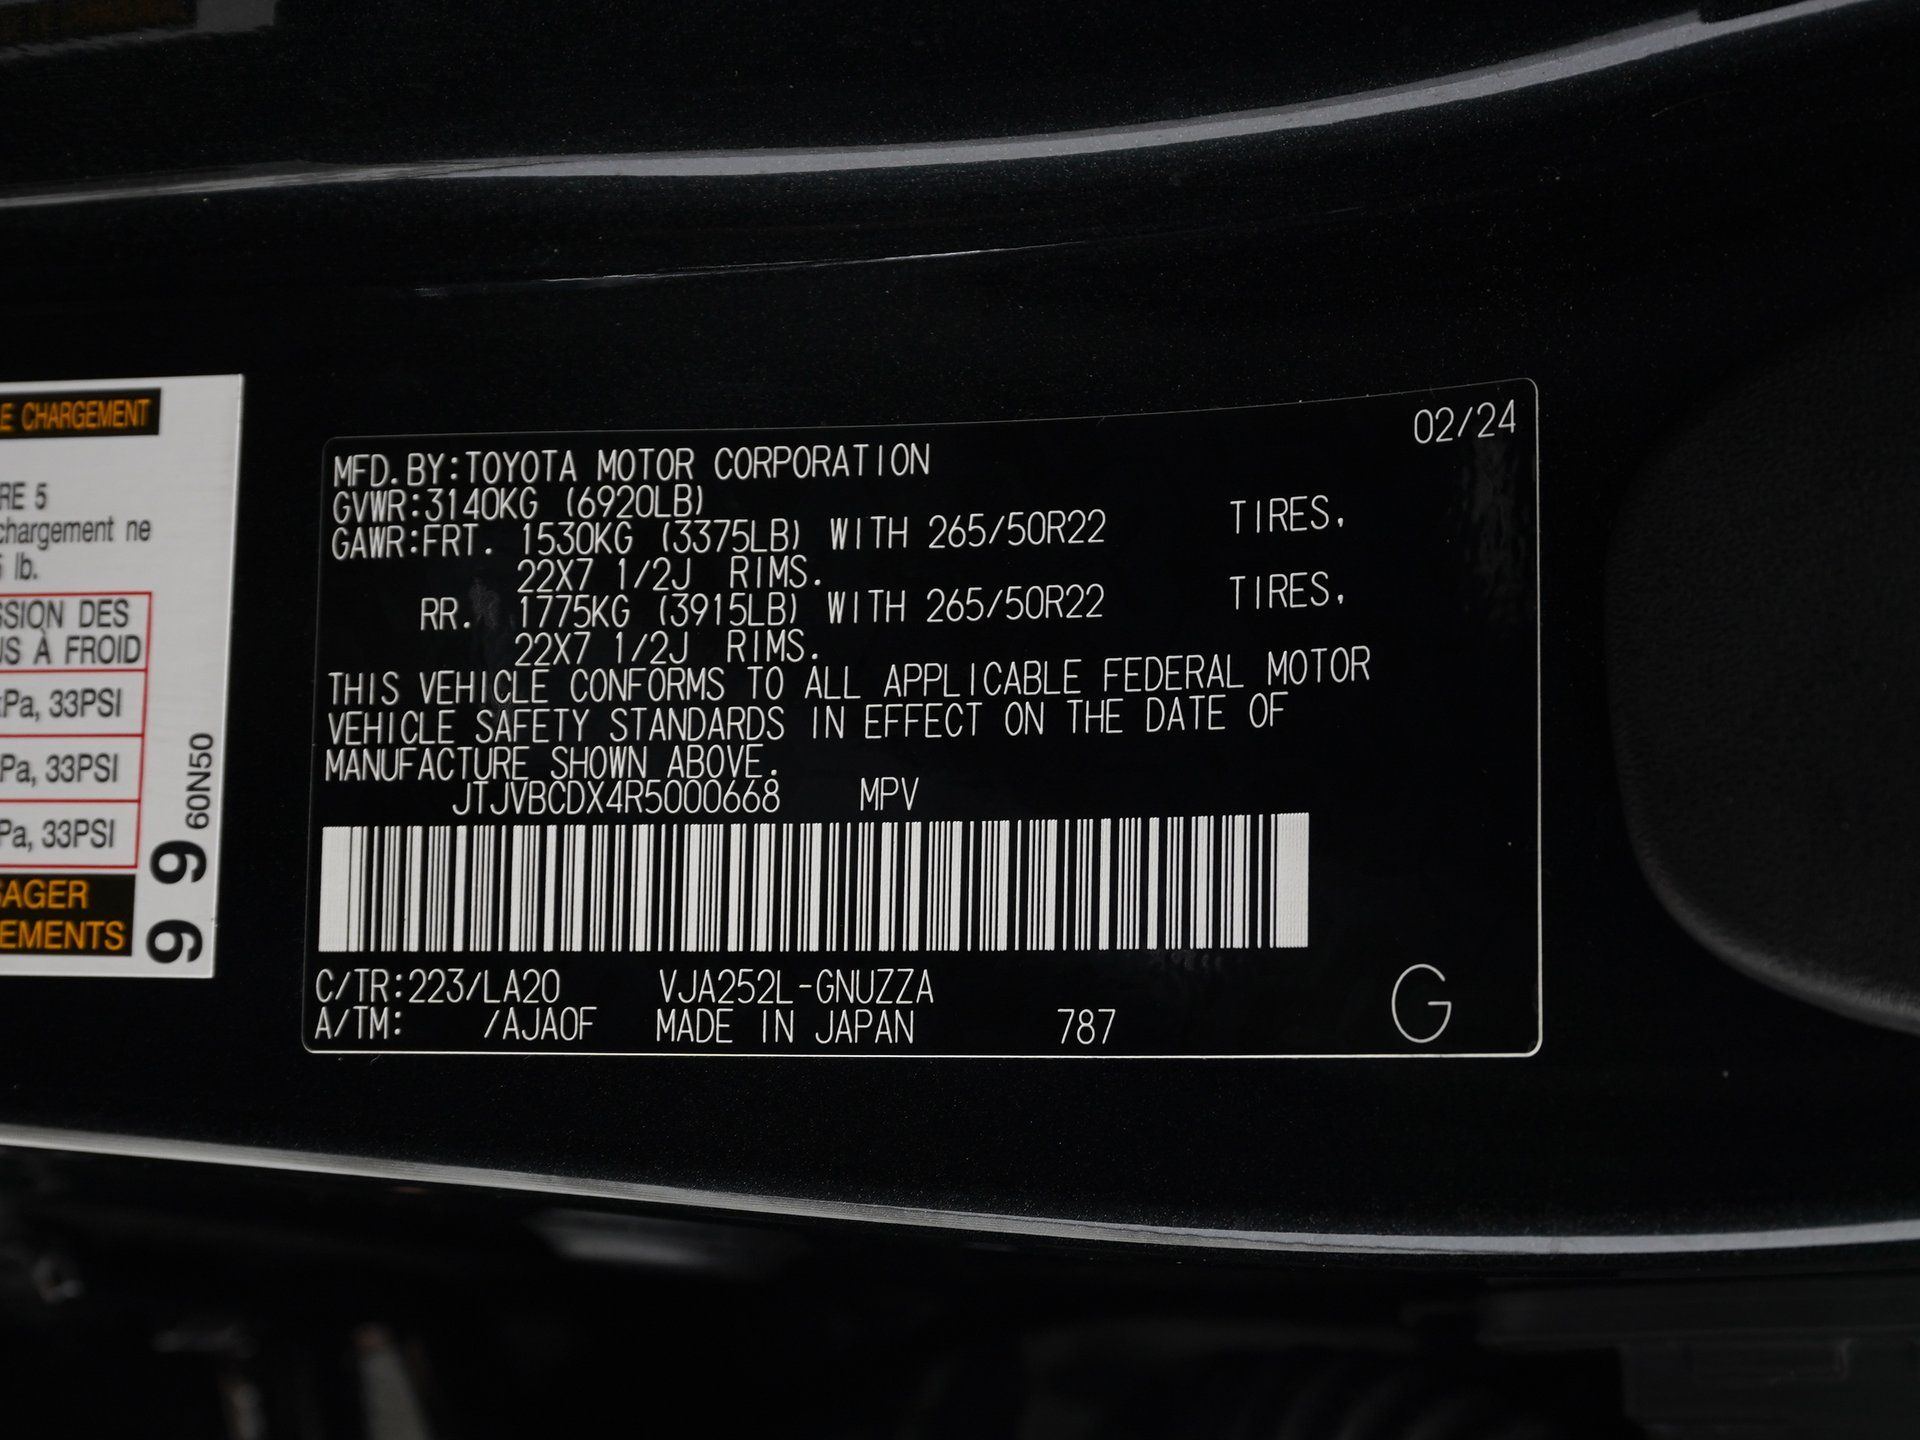 E CHARGEMENT
RE 5
chargement ne
lb.
SSION DES
US À FROID
Pa, 33PSI
Pa, 33PSI
Pa, 33PSI
SAGER
EMENTS
99
60N50
02/24
MFD.BY:TOYOTA MOTOR CORPORATION
GVWR:3140KG (6920LB)
GAWR:FRT. 1530KG (3375LB) WITH 265/50R22 TIRES.
22X7 1/2J RIMS.
RR. 1775KG (3915LB) WITH 265/50R22 TIRES.
22X7 1/2J RIMS.
THIS VEHICLE CONFORMS TO ALL APPLICABLE FEDERAL MOTOR
VEHICLE SAFETY STANDARDS IN EFFECT ON THE DATE OF
MANUFACTURE SHOWN ABOVE.
JTJVBCDX4R5000668 MPV
C/TR:223/LA20 VJA252L-GNUZZA
A/TM: /AJA0F MADE IN JAPAN 787 G